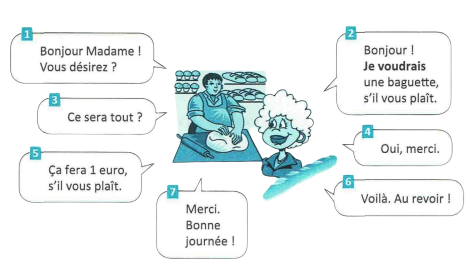 1
Bonjour Madame !
Vous désirez ?
2
Bonjour !
Je voudrais
une baguette,
s'il vous plaît.
3
Ce sera tout ?
4
Oui, merci.
5
Ça fera 1 euro,
s'il vous plaît.
6
Voilà. Au revoir !
7
Merci.
Bonne
journée !